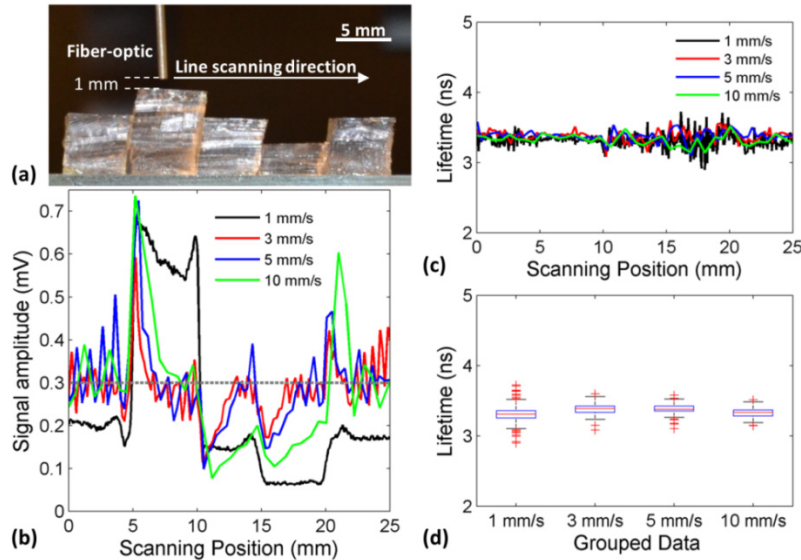 Fiber-optic
5 mm
1 mm
Line scanning direction
(a)
Signal amplitude (mV)
0.7
0.6
0.5
0.4
0.3
0.2
0.1
0
1 mm/s
3 mm/s
5 mm/s
10 mm/s
0 5 10 15 20 25
(b)
Scanning Position (mm)
Lifetime (ns)
5
4
3
2
1 mm/s
3 mm/s
5 mm/s
10 mm/s
0 5 10 15 20 25
(c)
Scanning Position (mm)
Lifetime (ns)
5
4
3
2
1 mm/s 3 mm/s 5 mm/s 10 mm/s
(d)
Grouped Data